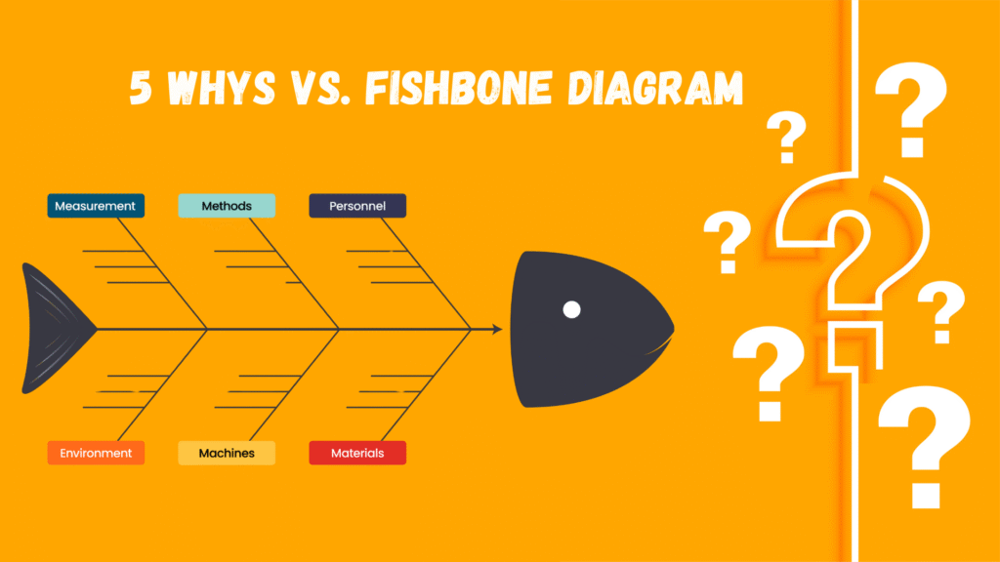 5 WHYS VS. FISHBONE DIAGRAM
Measurement
Methods
Personnel
Environment
Machines
Materials
?
?
?
?
?
?
?